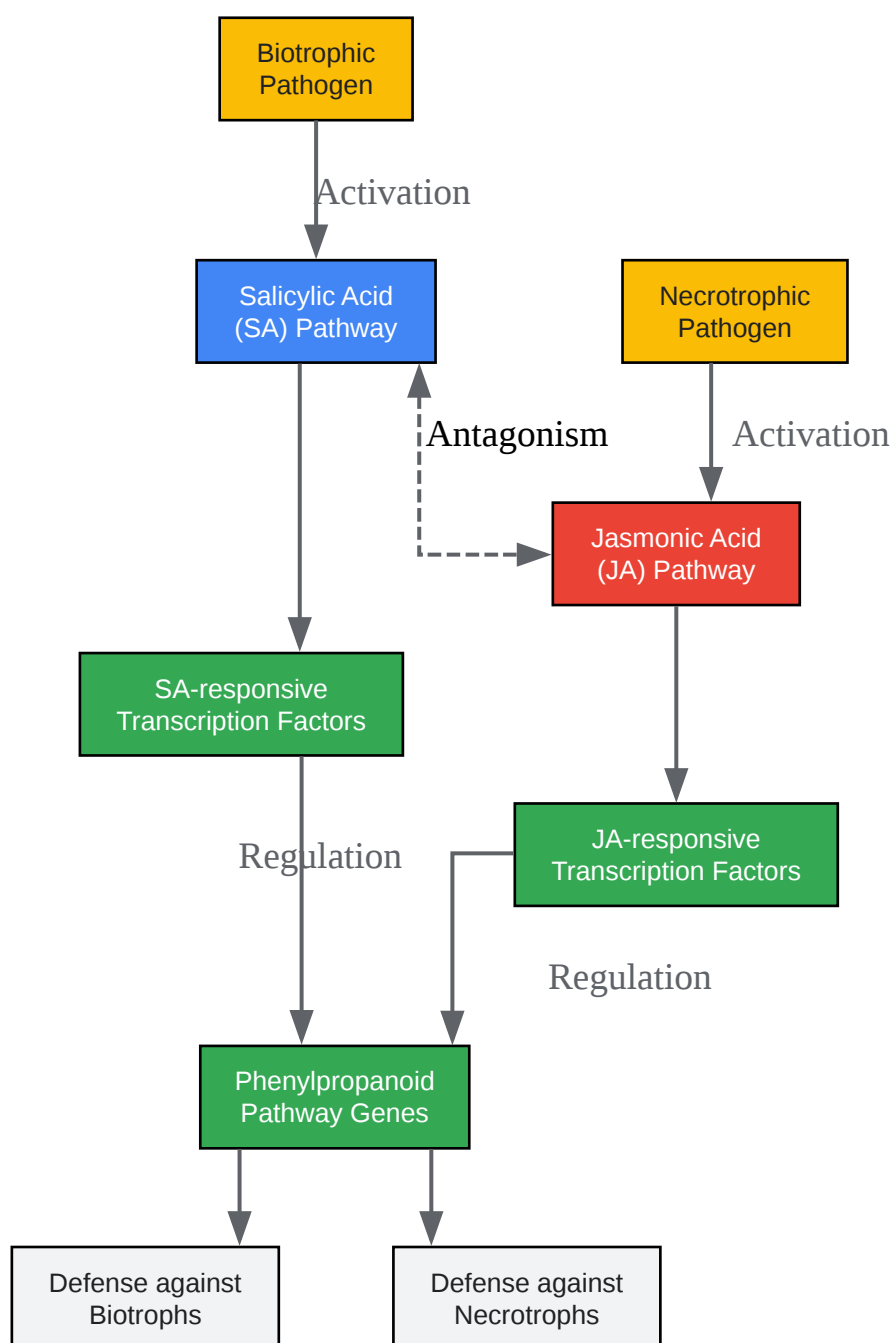 Biotrophic
Pathogen
Activation
Salicylic Acid
(SA) Pathway
Necrotrophic
Pathogen
Antagonism
Activation
Jasmonic Acid
(JA) Pathway
SA-responsive
Transcription Factors
Regulation
JA-responsive
Transcription Factors
Regulation
Phenylpropanoid
Pathway Genes
Defense against
Biotrophs
Defense against
Necrotrophs